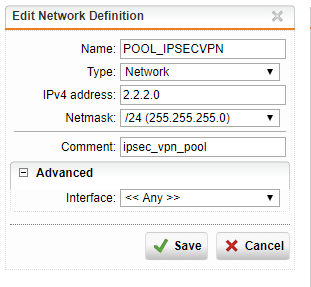 Edit Network Definition
Name: POOL_IPSECVPN
Type: Network
IPv4 address: 2.2.2.0
Netmask: /24 (255.255.255.0)
Comment: ipsec_vpn_pool
Advanced
Interface: << Any >>
Save Cancel